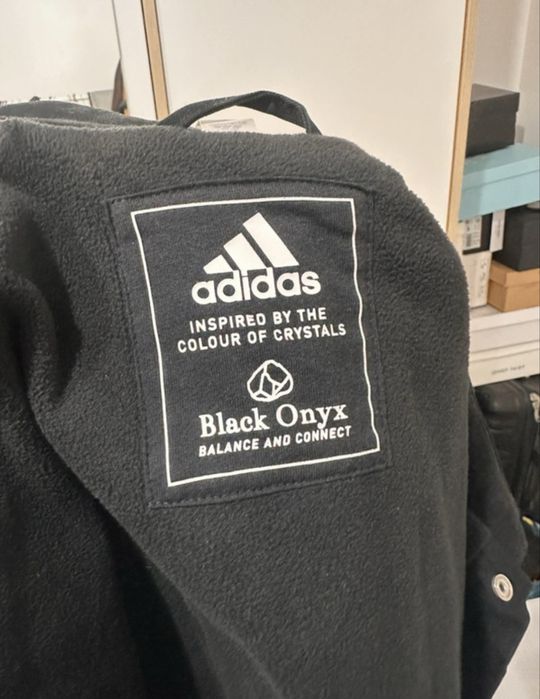 adidas
INSPIRED BY THE
COLOUR OF CRYSTALS
Black Onyx
BALANCE AND CONNECT